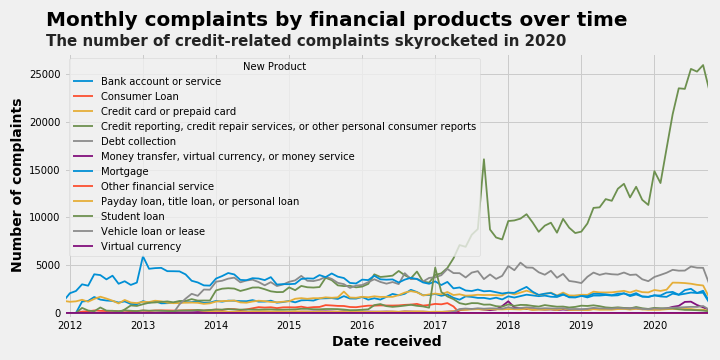 Monthly complaints by financial products over time
The number of credit-related complaints skyrocketed in 2020
New Product
Bank account or service
Consumer Loan
Credit card or prepaid card
Credit reporting, credit repair services, or other personal consumer reports
Debt collection
Money transfer, virtual currency, or money service
Mortgage
Other financial service
Payday loan, title loan, or personal loan
Student loan
Vehicle loan or lease
Virtual currency
Number of complaints
25000
20000
15000
10000
5000
0
2012 2013 2014 2015 2016 2017 2018 2019 2020
Date received